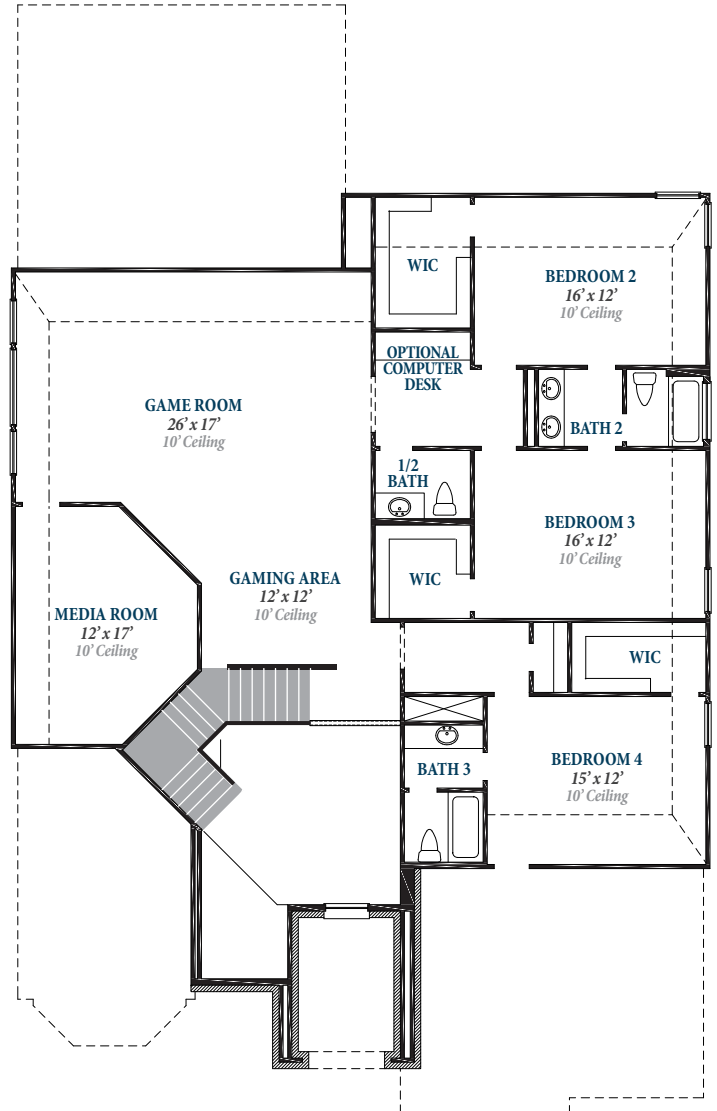 WIC
BEDROOM 2
16’ x 12’
10’ Ceiling
OPTIONAL
COMPUTER
DESK
GAME ROOM
26’ x 17’
10’ Ceiling
BATH 2
1/2
BATH
BEDROOM 3
16’ x 12’
10’ Ceiling
WIC
GAMING AREA
12’ x 12’
10’ Ceiling
MEDIA ROOM
12’ x 17’
10’ Ceiling
WIC
BATH 3
BEDROOM 4
15’ x 12’
10’ Ceiling